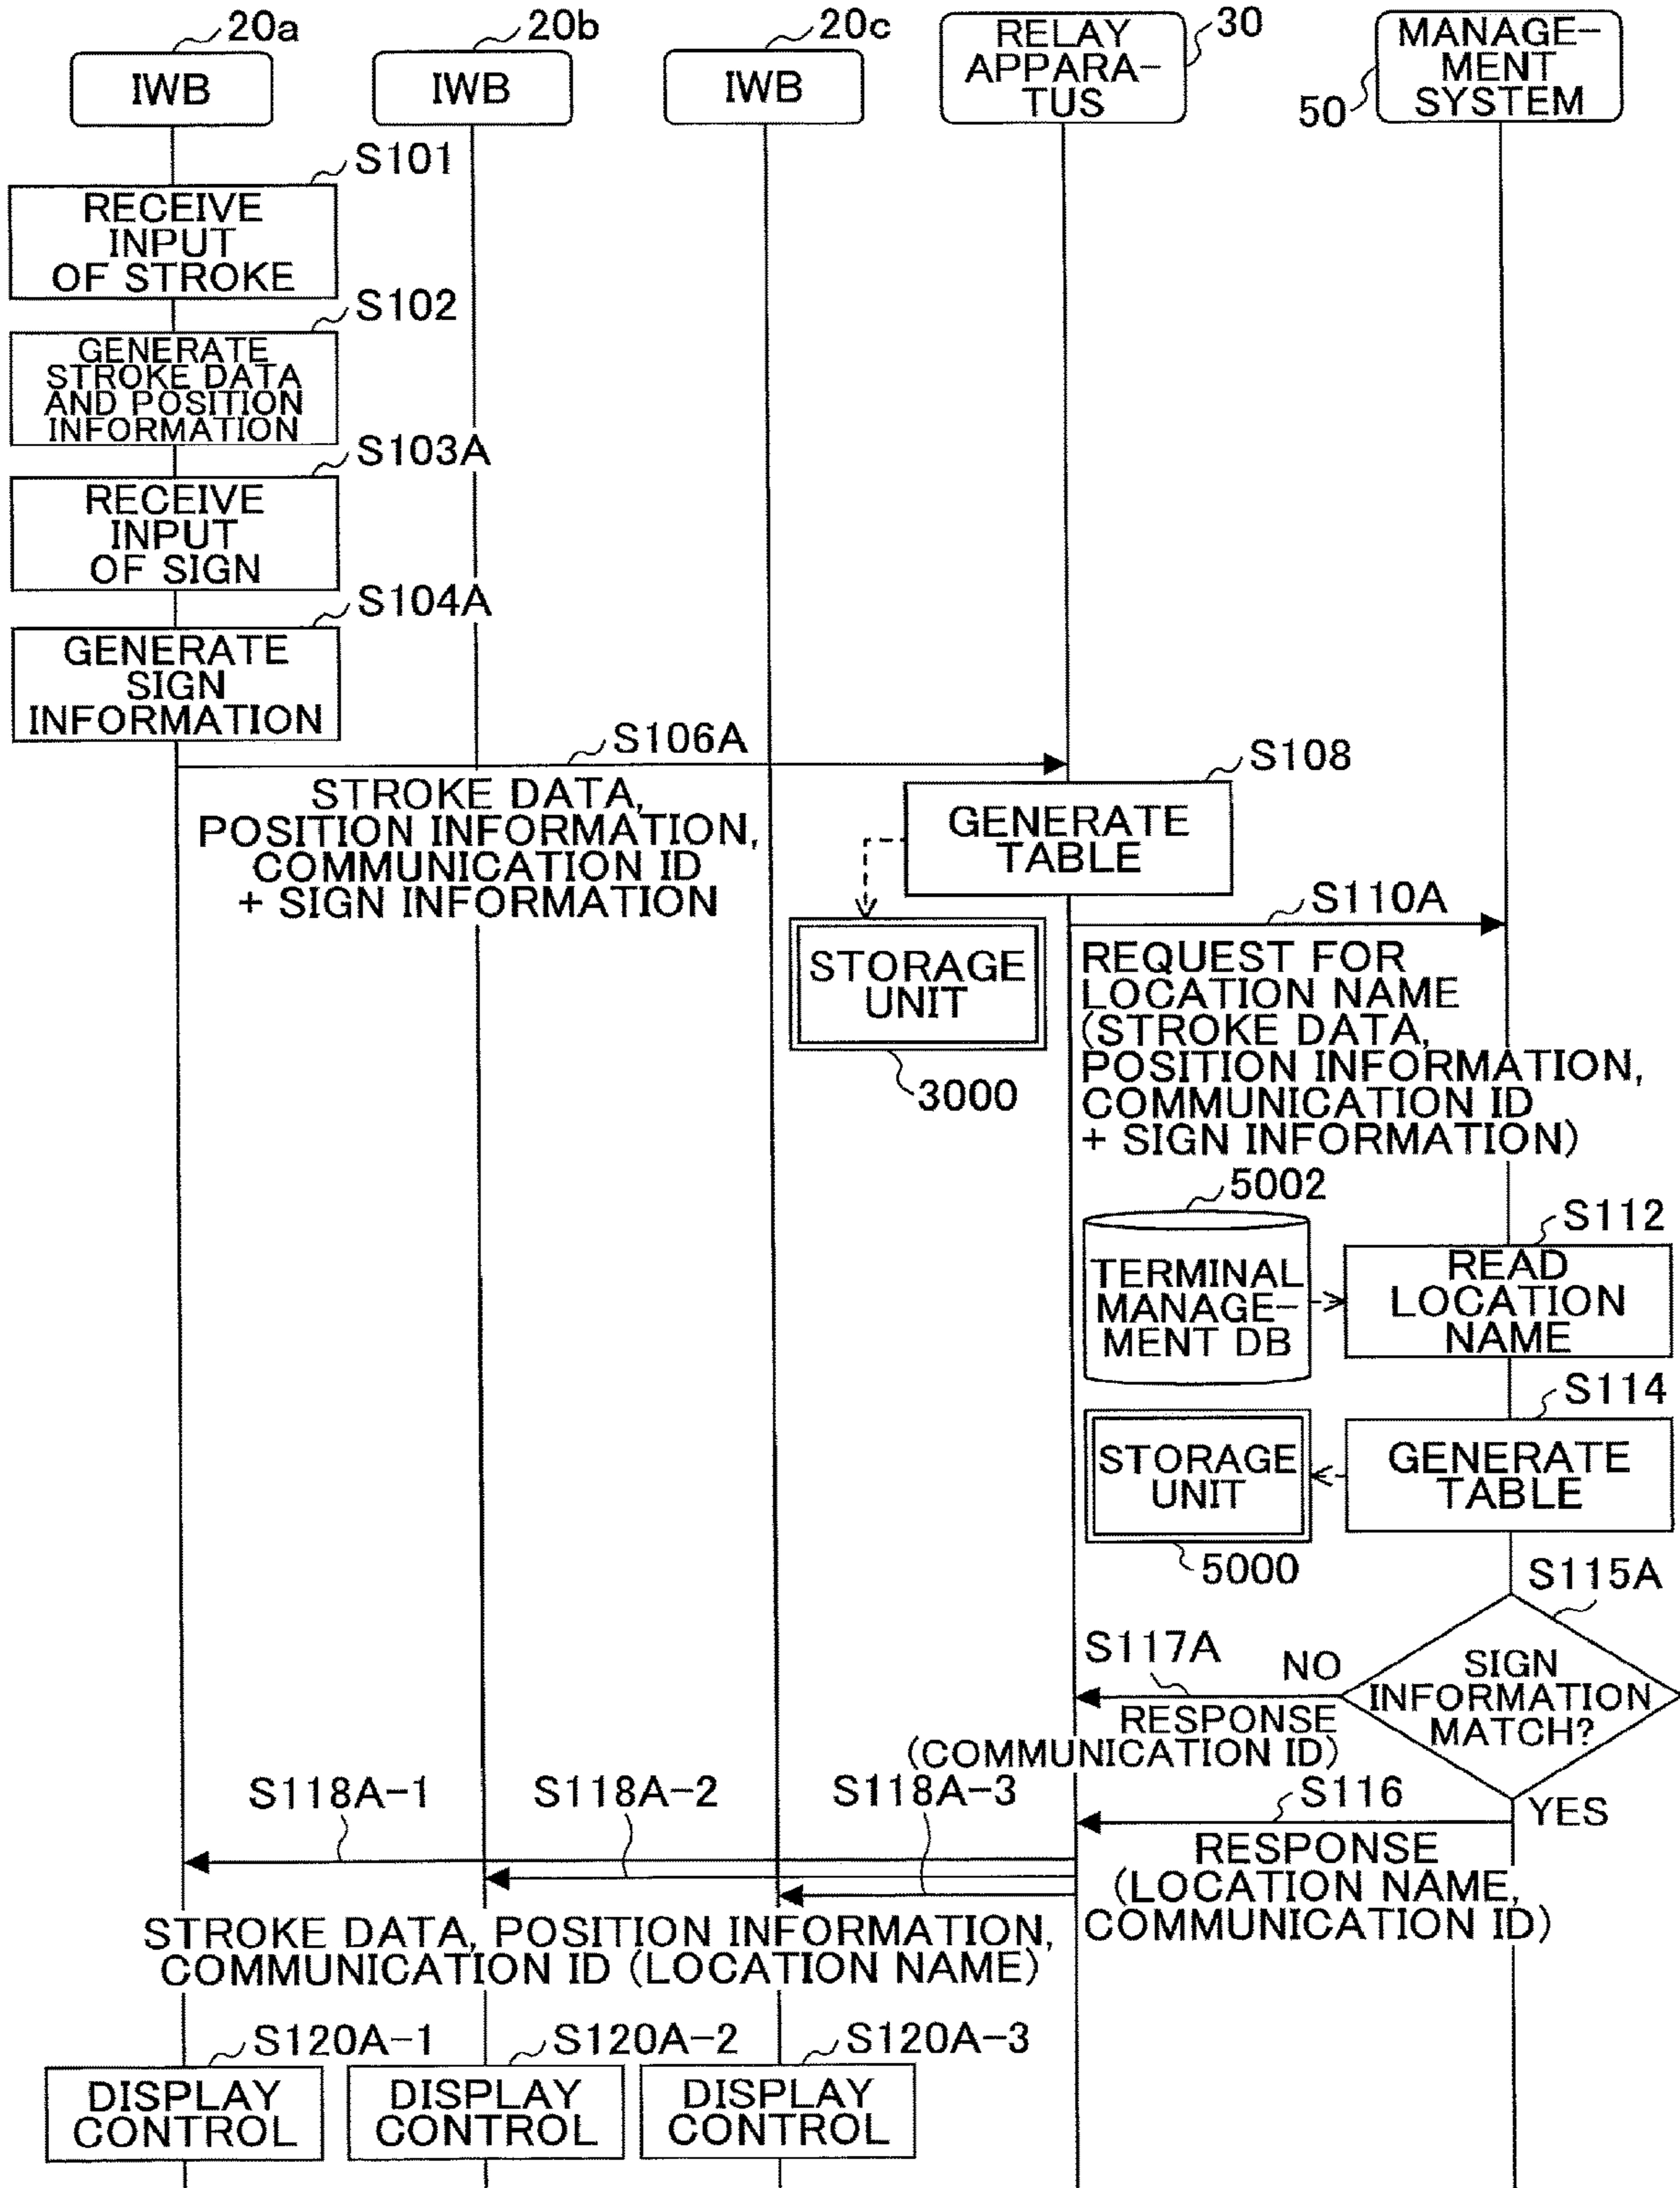 20a
20b
20c
30
50
IWB
IWB
IWB
RELAY
APPARA-
TUS
MANAGE-
MENT
SYSTEM
S101
RECEIVE
INPUT
OF STROKE
S102
GENERATE
STROKE DATA
AND POSITION
INFORMATION
S103A
RECEIVE
INPUT
OF SIGN
S104A
GENERATE
SIGN
INFORMATION
S106A
STROKE DATA,
POSITION INFORMATION,
COMMUNICATION ID
+ SIGN INFORMATION
S108
GENERATE
TABLE
STORAGE
UNIT
3000
S110A
REQUEST FOR
LOCATION NAME
(STROKE DATA,
POSITION INFORMATION,
COMMUNICATION ID
+ SIGN INFORMATION)
5002
TERMINAL
MANAGE-
MENT DB
S112
READ
LOCATION
NAME
S114
GENERATE
TABLE
STORAGE
UNIT
5000
S115A
SIGN
INFORMATION
MATCH?
NO
S117A
RESPONSE
(COMMUNICATION ID)
YES
S116
RESPONSE
(LOCATION NAME,
COMMUNICATION ID)
S118A-1
S118A-2
S118A-3
STROKE DATA, POSITION INFORMATION,
COMMUNICATION ID (LOCATION NAME)
S120A-1
S120A-2
S120A-3
DISPLAY
CONTROL
DISPLAY
CONTROL
DISPLAY
CONTROL